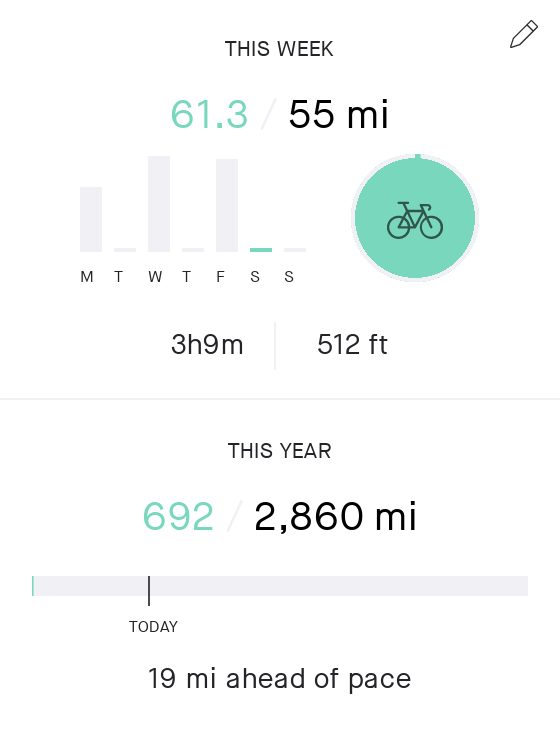 THIS WEEK
61.3 / 55 mi
M T W T F S S
3h9m 512 ft
THIS YEAR
692 / 2,860 mi
TODAY
19 mi ahead of pace